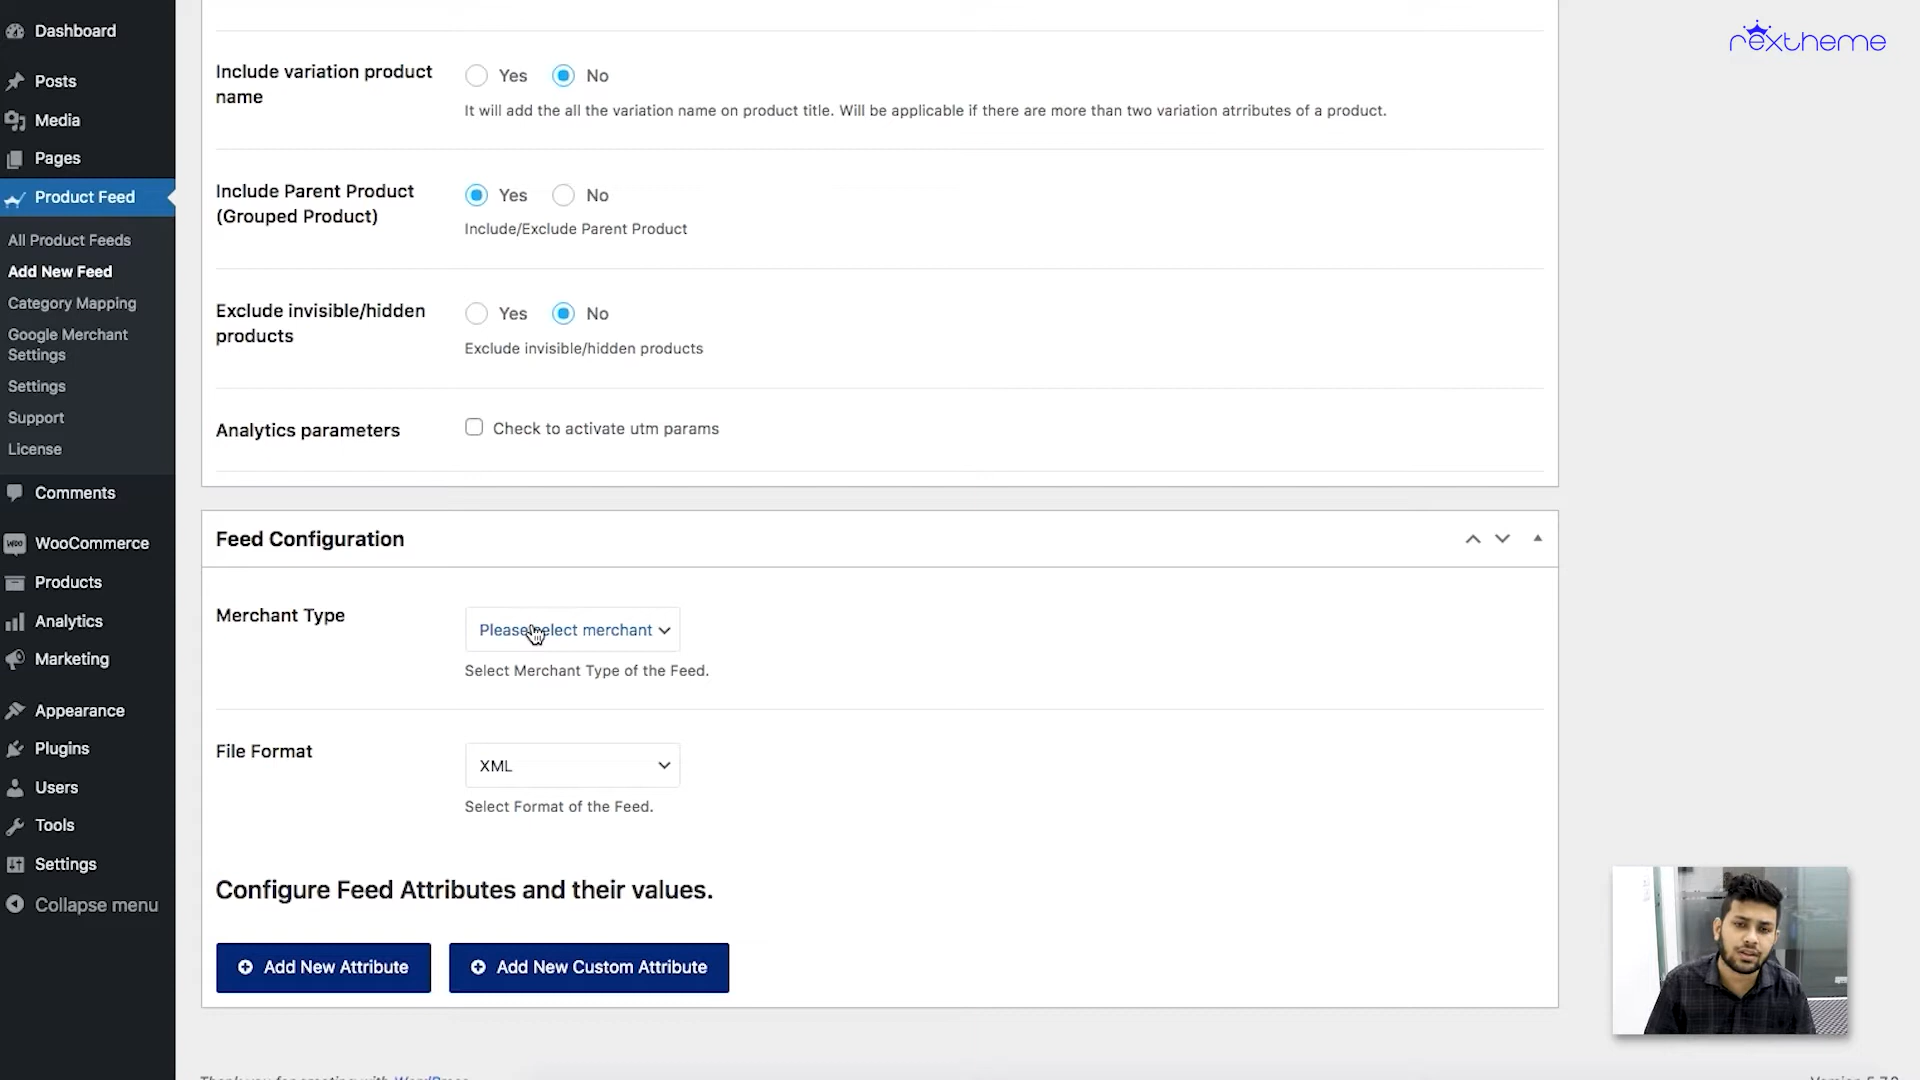 Dashboard
Posts
Media
Pages
Product Feed
All Product Feeds
Add New Feed
Category Mapping
Google Merchant
Settings
Settings
Support
License
Comments
WooCommerce
Products
Analytics
Marketing
Appearance
Plugins
Users
Tools
Settings
Collapse menu
rextheme
Include variation product
name
Yes No
It will add the all the variation name on product title. Will be applicable if there are more than two variation atrributes of a product.
Include Parent Product
(Grouped Product)
Yes No
Include/Exclude Parent Product
Exclude invisible/hidden
products
Yes No
Exclude invisible/hidden products
Analytics parameters
Check to activate utm params
Feed Configuration
Merchant Type
Please select merchant
Select Merchant Type of the Feed.
File Format
XML
Select Format of the Feed.
Configure Feed Attributes and their values.
Add New Attribute
Add New Custom Attribute